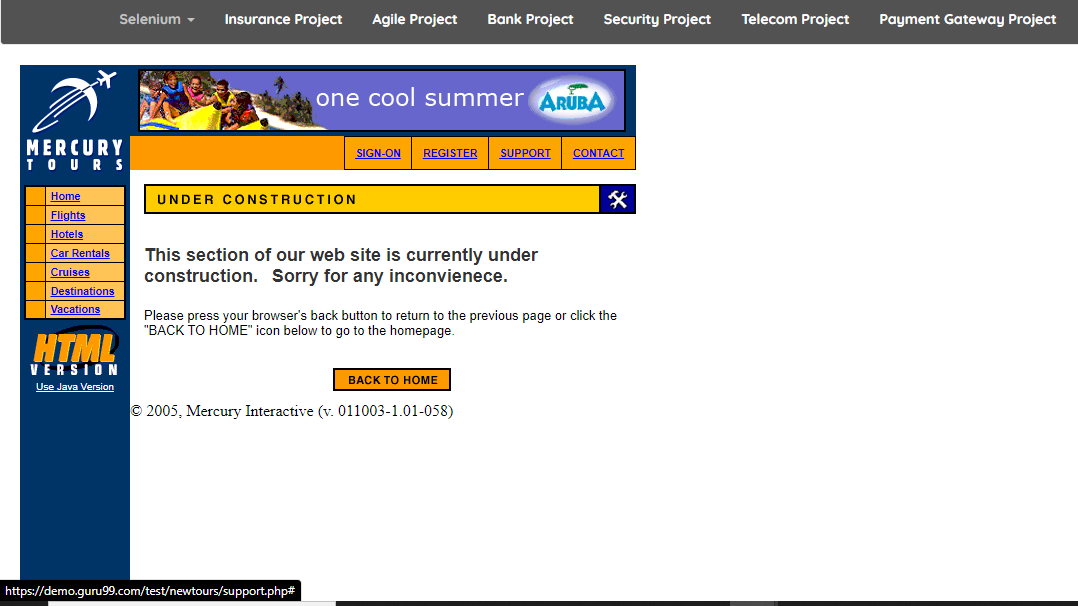 Selenium Insurance Project Agile Project Bank Project Security Project Telecom Project Payment Gateway Project
one cool summer ARUBA
MERCURY
TOURS
SIGN-ON REGISTER SUPPORT CONTACT
Home
Flights
Hotels
Car Rentals
Cruises
Destinations
Vacations
HTML
VERSION
Use Java Version
UNDER CONSTRUCTION
This section of our web site is currently under
construction. Sorry for any inconvienece.
Please press your browser's back button to return to the previous page or click the
"BACK TO HOME" icon below to go to the homepage.
BACK TO HOME
© 2005, Mercury Interactive (v. 011003-1.01-058)
https://demo.guru99.com/test/newtours/support.php#